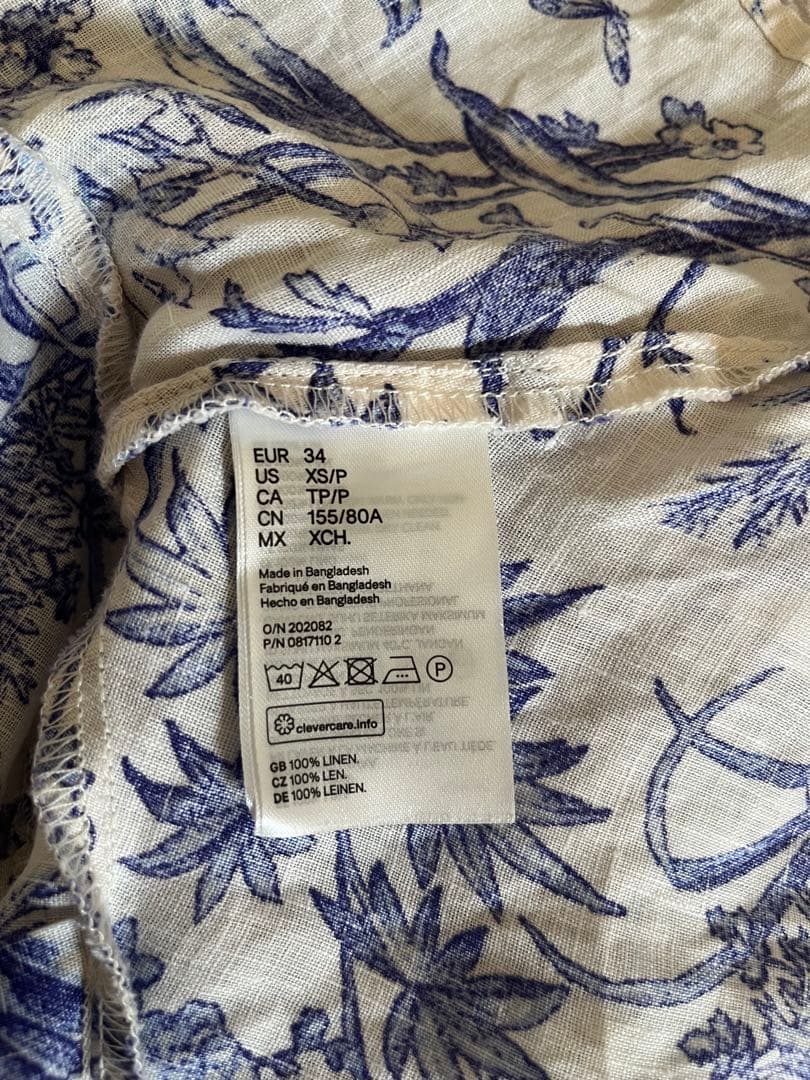 EUR 34
US XS/P
CA TP/P
CN 155/80A
MX XCH.
Made in Bangladesh
Fabriqué en Bangladesh
Hecho en Bangladesh
O/N 202082
P/N 0817110 2
40 P
clevercare.info
GB 100% LINEN.
CZ 100% LEN.
DE 100% LEINEN.